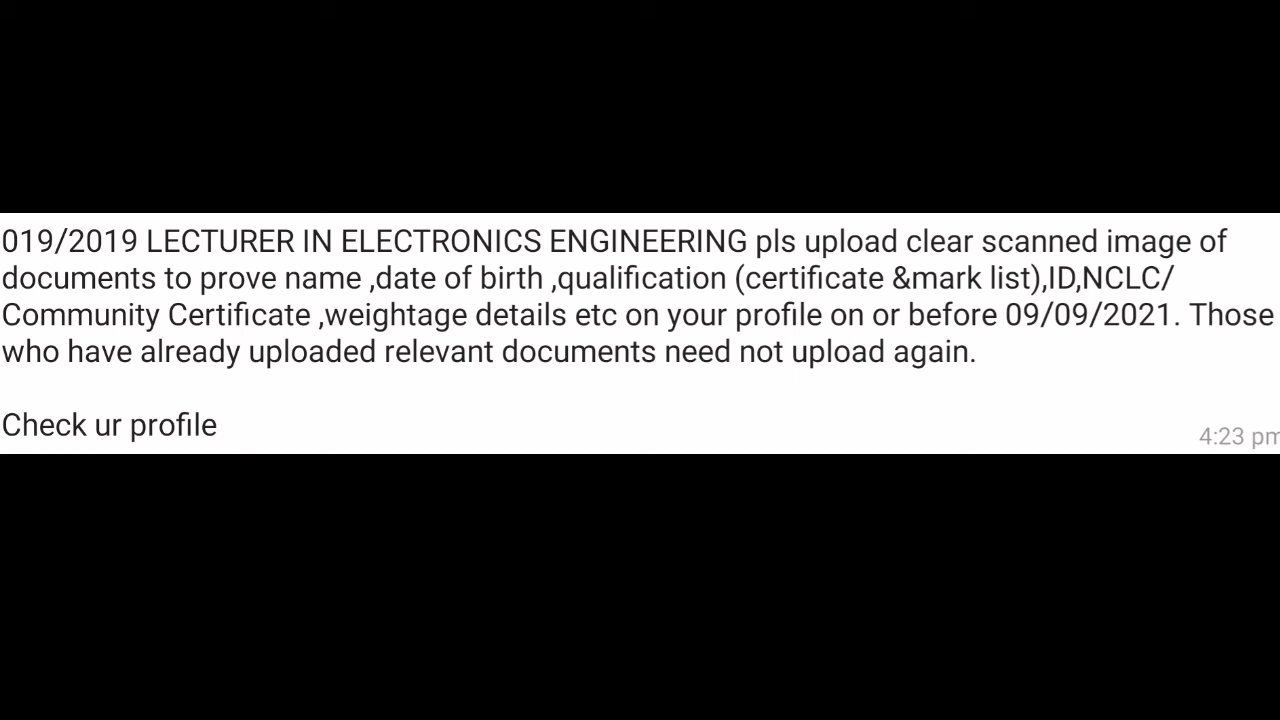 019/2019 LECTURER IN ELECTRONICS ENGINEERING pls upload clear scanned image of
documents to prove name ,date of birth ,qualification (certificate &mark list),ID,NCLC/
Community Certificate ,weightage details etc on your profile on or before 09/09/2021. Those
who have already uploaded relevant documents need not upload again.
Check ur profile
4:23 pm